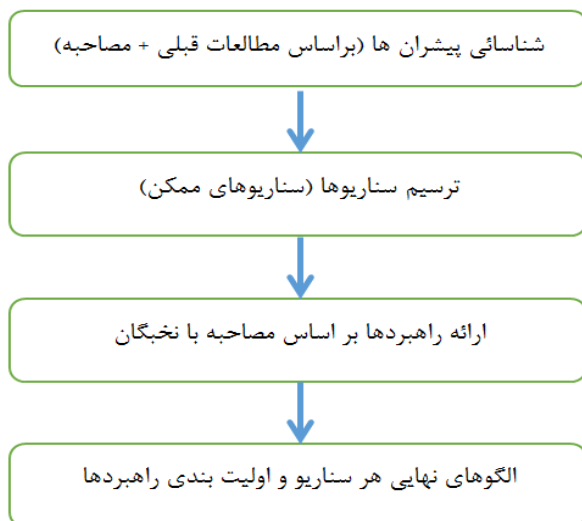 شناسائی پیشران ها (براساس مطالعات قبلی + مصاحبه)
ترسیم سناریوها (سناریوهای ممکن)
ارائه راهبردها بر اساس مصاحبه با نخبگان
الگوهای نهایی هر سناریو و اولیت بندی راهبردها